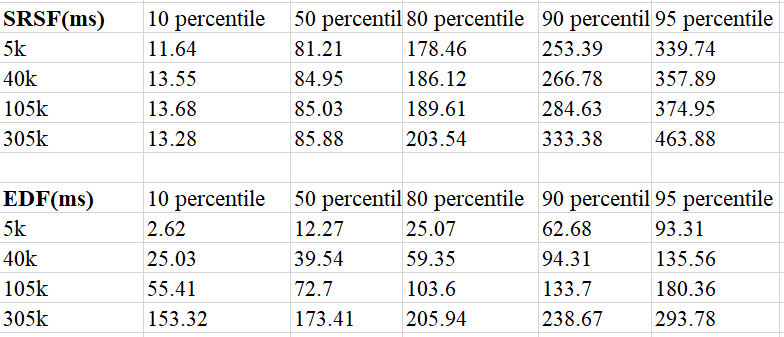 SRSF(ms) 10 percentile 50 percentil 80 percentile 90 percentil 95 percentile
5k 11.64 81.21 178.46 253.39 339.74
40k 13.55 84.95 186.12 266.78 357.89
105k 13.68 85.03 189.61 284.63 374.95
305k 13.28 85.88 203.54 333.38 463.88
EDF(ms) 10 percentile 50 percentil 80 percentile 90 percentil 95 percentile
5k 2.62 12.27 25.07 62.68 93.31
40k 25.03 39.54 59.35 94.31 135.56
105k 55.41 72.7 103.6 133.7 180.36
305k 153.32 173.41 205.94 238.67 293.78